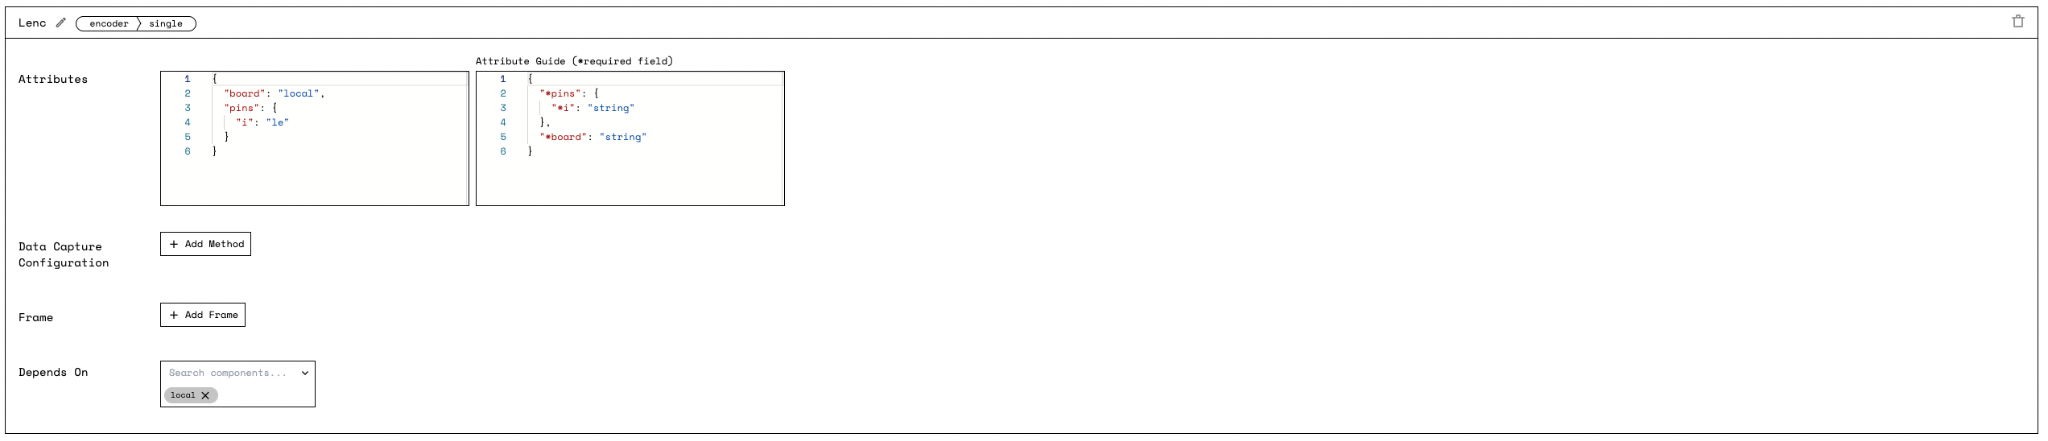 Lenc encoder single
Attribute Guide (*required field)
Attributes
1 {
2 "board": "local",
3 "pins": {
4 "i": "le"
5 }
6 }
1 {
2 "*pins": {
3 "*i": "string"
4 },
5 "*board": "string"
6 }
Data Capture
Configuration
+ Add Method
Frame
+ Add Frame
Depends On
Search components...
local